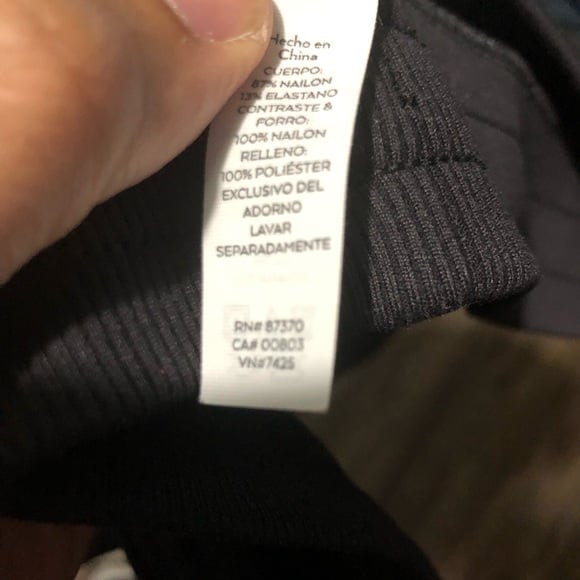 Hecho en
China
CUERPO:
87% NAILON
13% ELASTANO
CONTRASTE &
FORRO:
100% NAILON
RELLENO:
100% POLIÉSTER
EXCLUSIVO DEL
ADORNO
LAVAR
SEPARADAMENTE
RN# 87370
CA# 00803
VN#7425